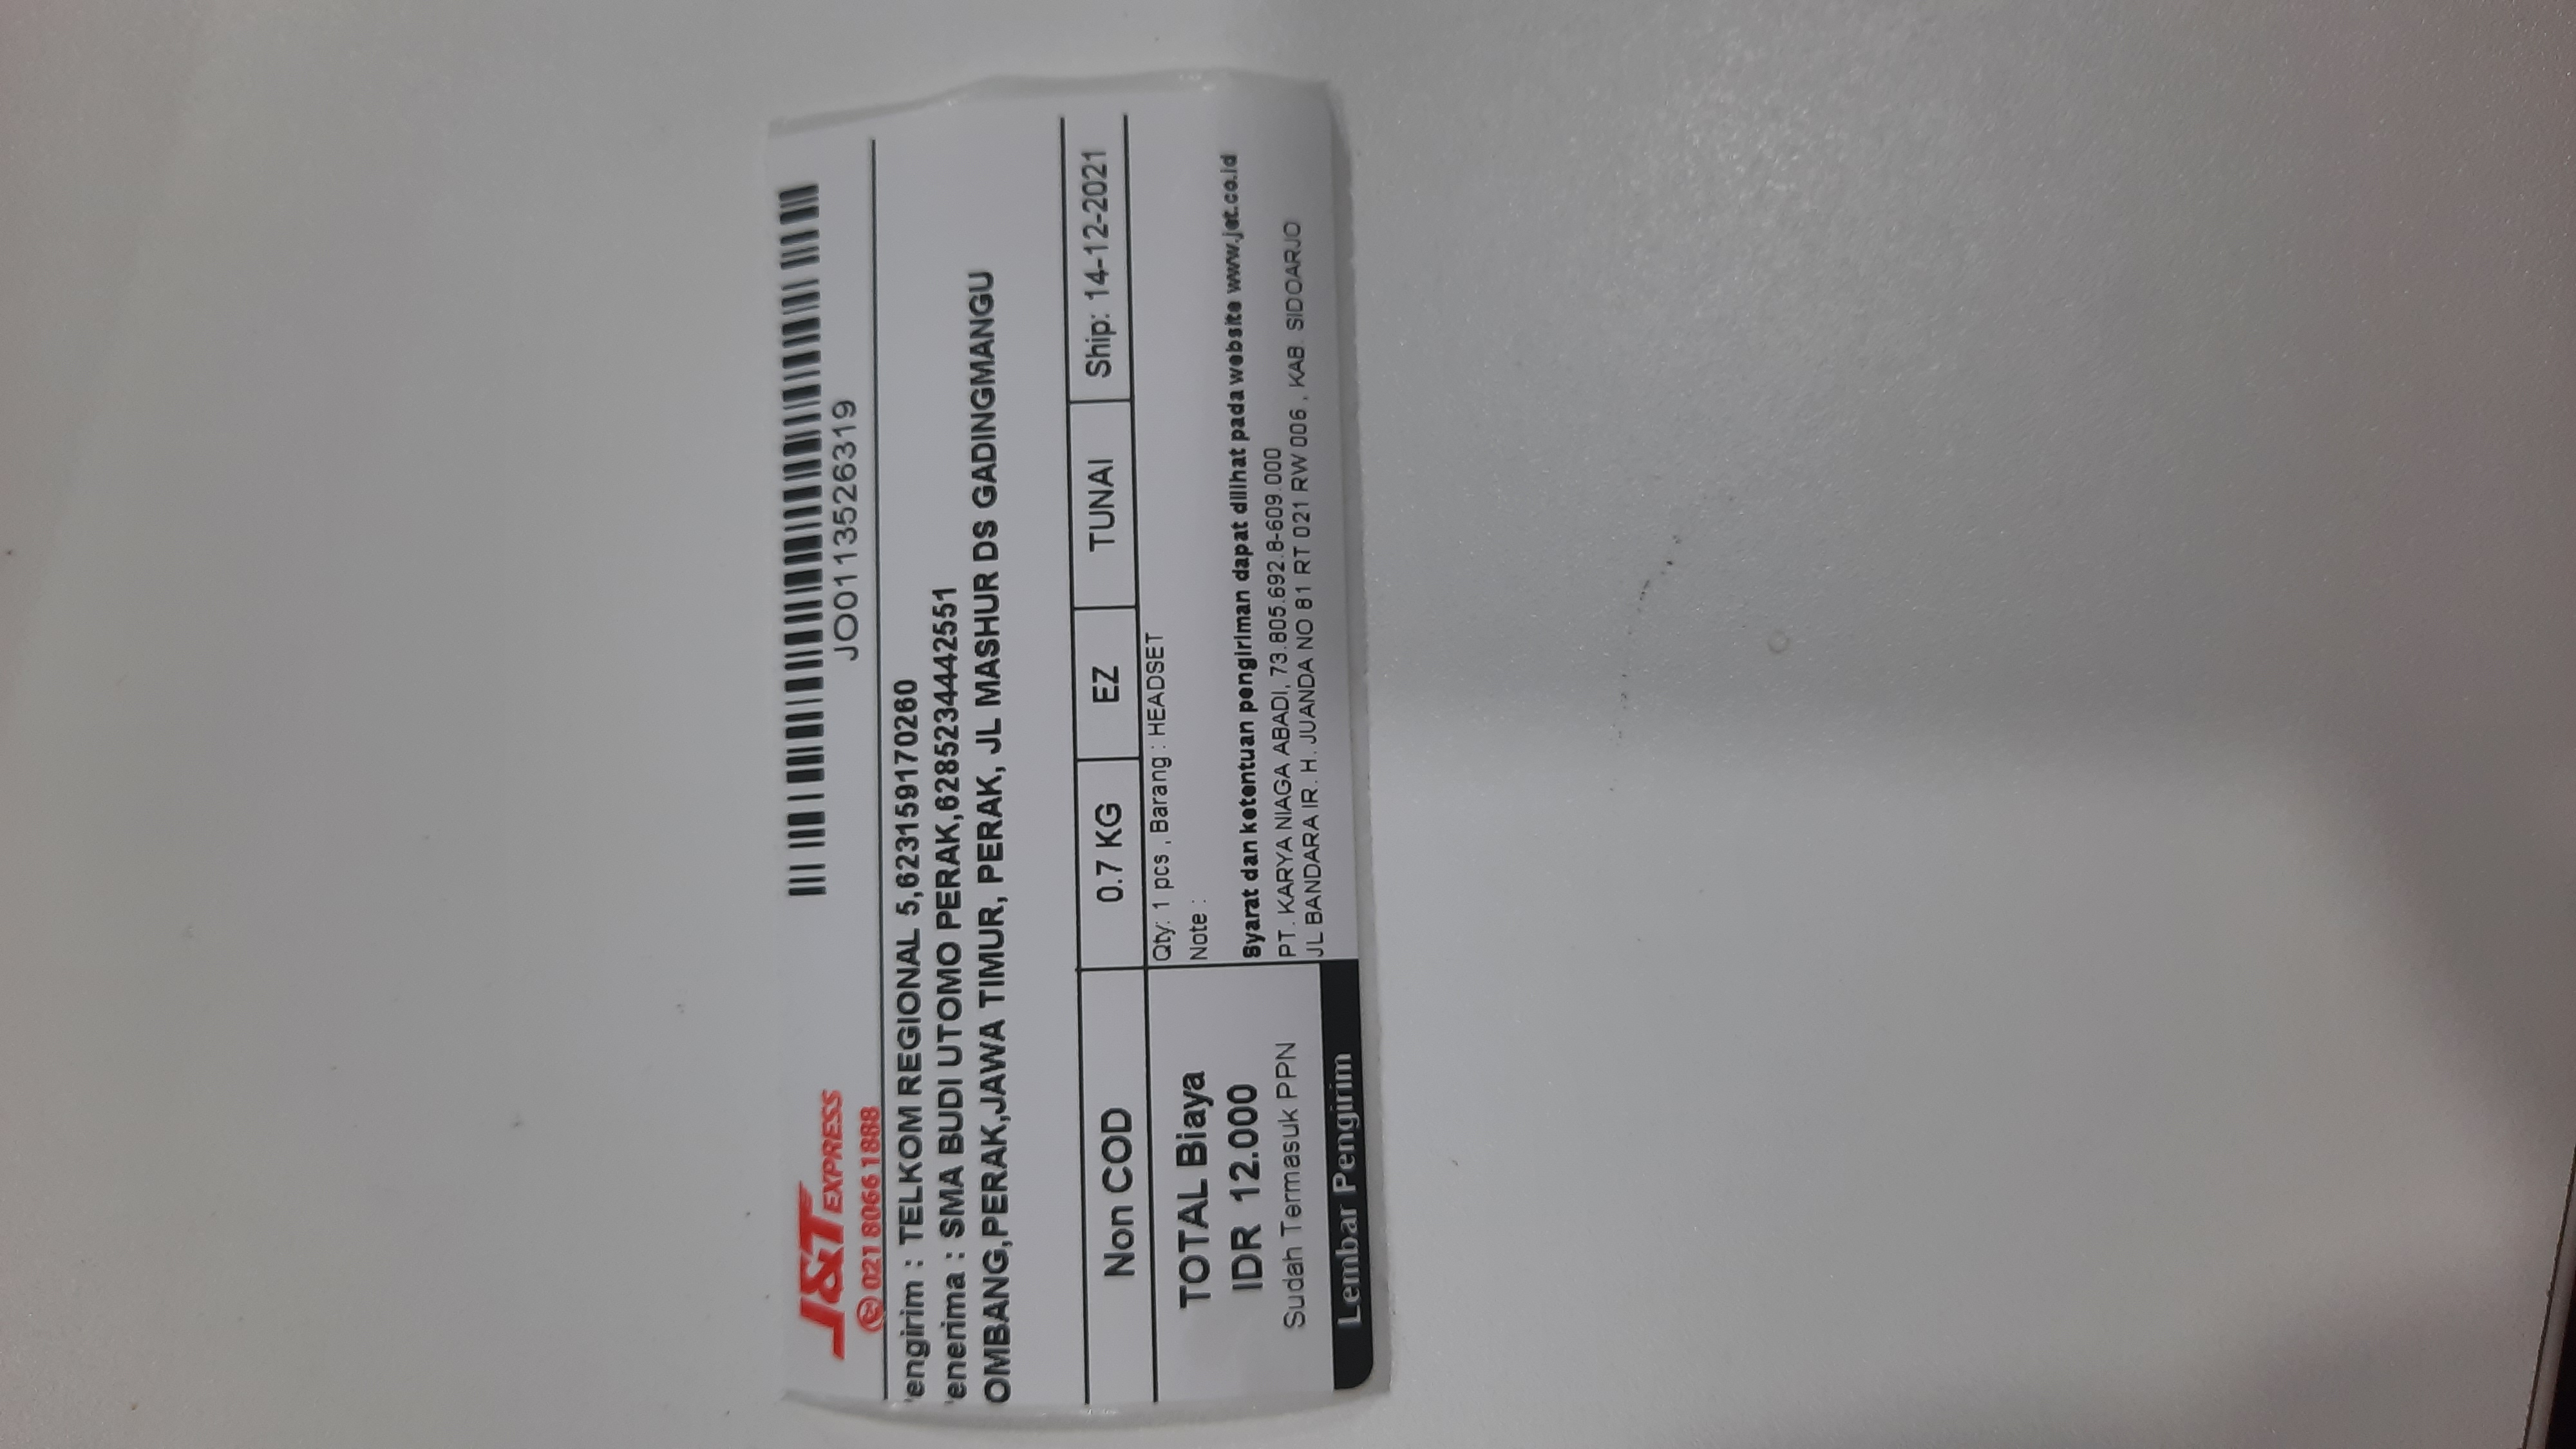 J&T EXPRESS
021 8066 1888
JO0113526319
engirim : TELKOM REGIONAL 5,623159170260
enerima : SMA BUDI UTOMO PERAK,6285234442551
OMBANG,PERAK,JAWA TIMUR, PERAK, JL MASHUR DS GADINGMANGU
Non COD
0.7 KG
EZ
TUNAI
Ship: 14-12-2021
TOTAL Biaya
IDR 12.000
Sudah Termasuk PPN
Lembar Pengirim
Qty: 1 pcs , Barang : HEADSET
Note :
Syarat dan ketentuan pengiriman dapat dilihat pada website www.jet.co.id
PT. KARYA NIAGA ABADI, 73.805.692.8-609.000
JL BANDARA IR. H. JUANDA NO 81 RT 021 RW 006 , KAB. SIDOARJO